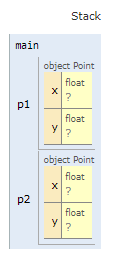 Stack
main
p1
object Point
x
float
?
y
float
?
p2
object Point
x
float
?
y
float
?